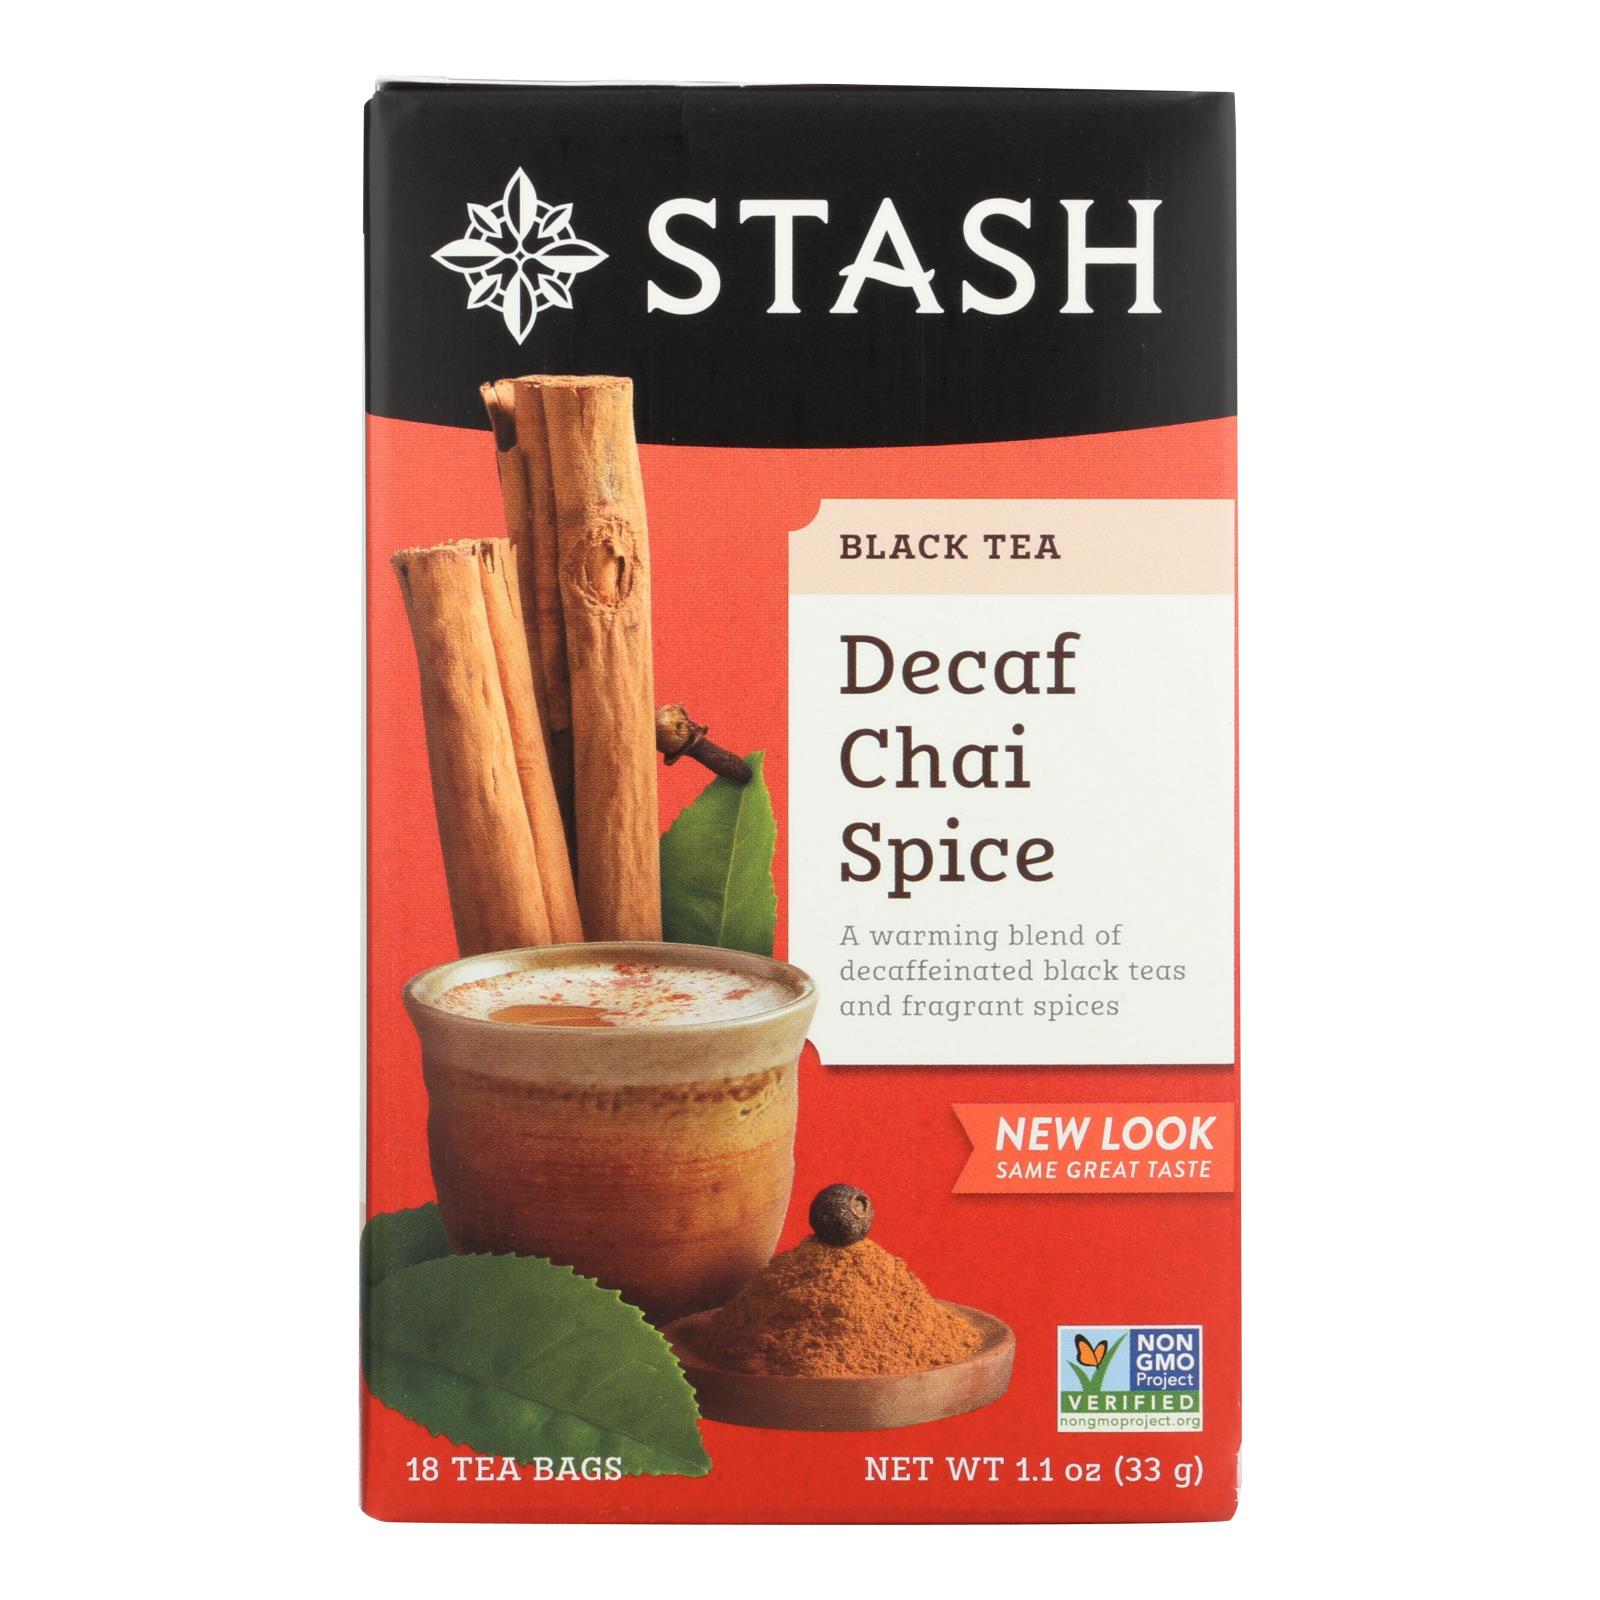 STASH
BLACK TEA
Decaf
Chai
Spice
A warming blend of
decaffeinated black teas
and fragrant spices
NEW LOOK
SAME GREAT TASTE
NON
GMO
Project
VERIFIED
nongmoproject.org
18 TEA BAGS
NET WT 1.1 oz (33 g)